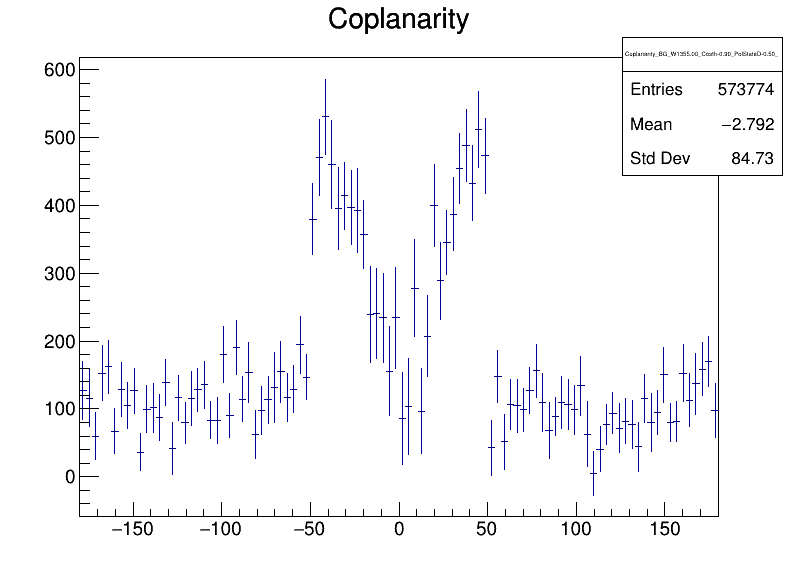 Coplanarity
Coplanarity_BG_W1355.00_Costh-0.90_PolStateD-0.50_
Entries 573774
Mean −2.792
Std Dev 84.73
600
500
400
300
200
100
0
−150 −100 −50 0 50 100 150